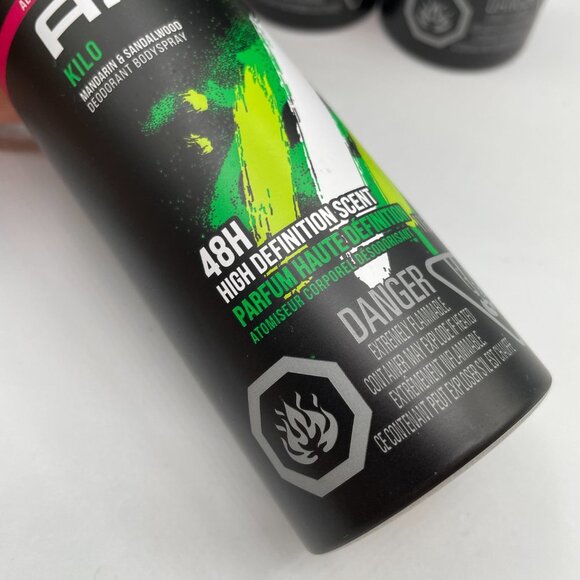 KILO
MANDARIN & SANDALWOOD
DEODORANT BODYSPRAY
48H
HIGH DEFINITION SCENT
PARFUM HAUTE DÉFINITION
ATOMISEUR CORPOREL DÉSODORISANT
DANGER
EXTREMELY FLAMMABLE
CONTAINER MAY EXPLODE IF HEATED
EXTRÊMEMENT INFLAMMABLE
CE CONTENANT PEUT EXPLOSER S'IL EST CHAUFFÉ